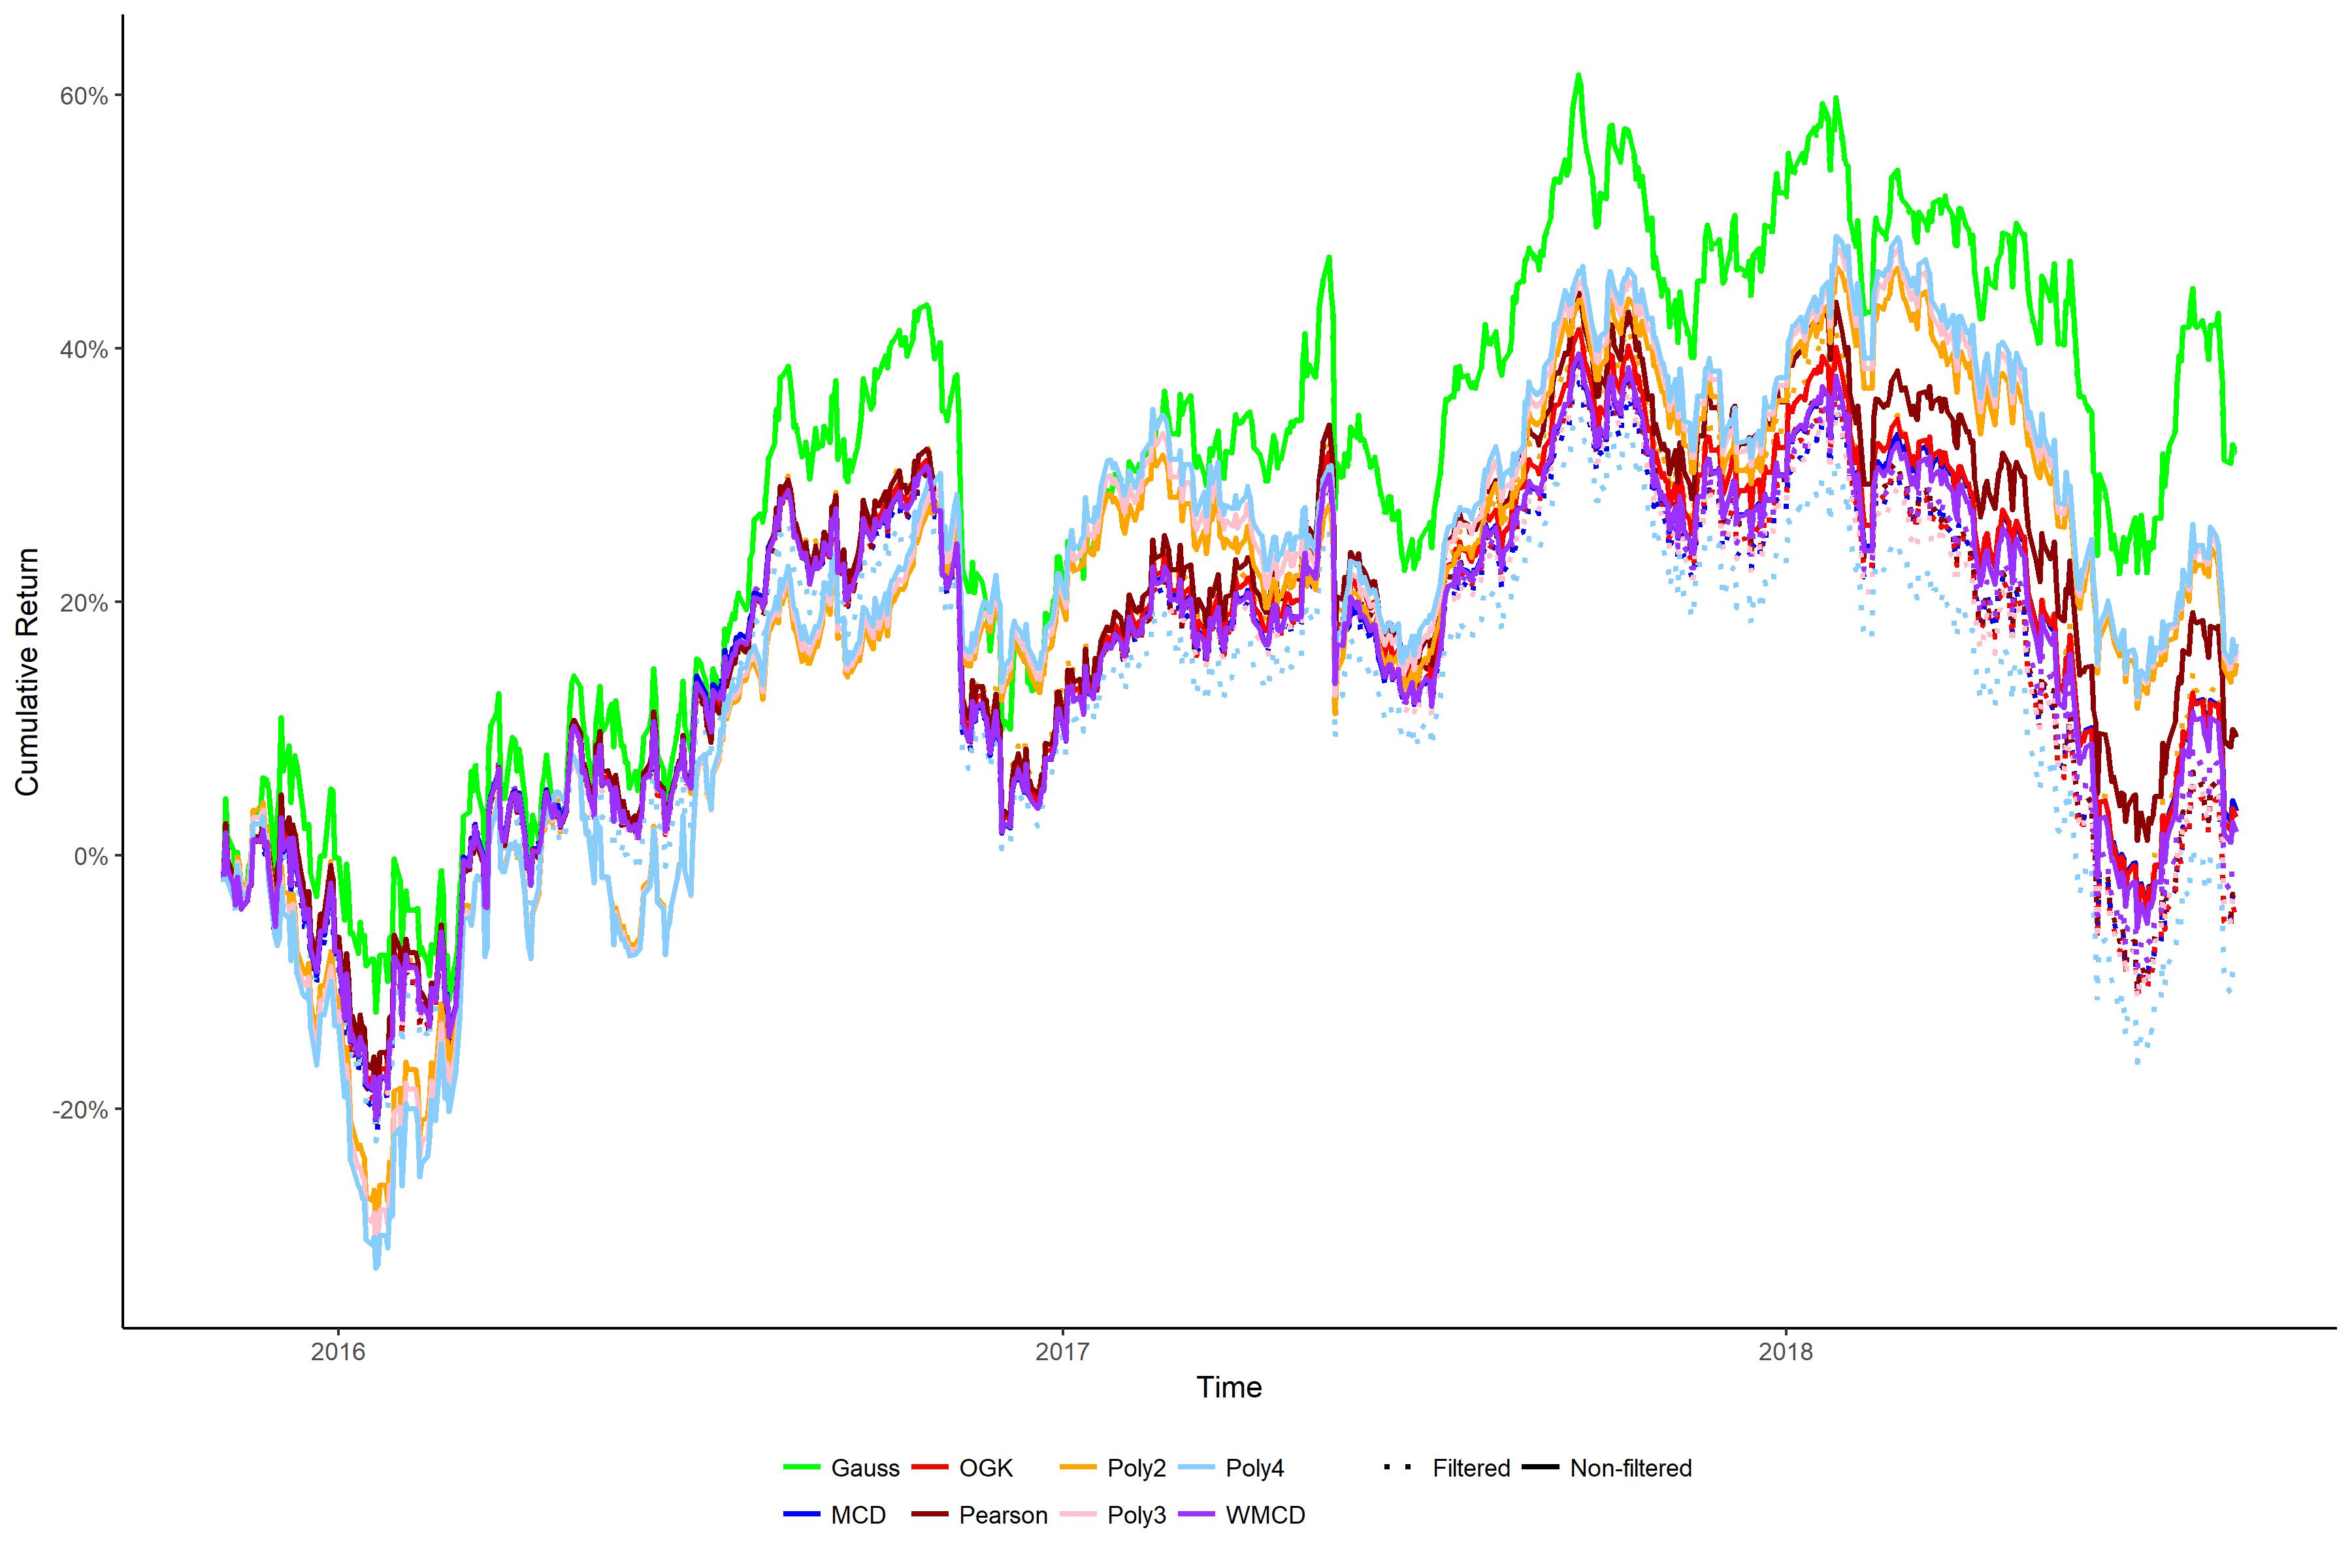 60%
40%
20%
0%
-20%
Cumulative Return
2016 2017 2018
Time
Gauss OGK Poly2 Poly4 Filtered Non-filtered
MCD Pearson Poly3 WMCD